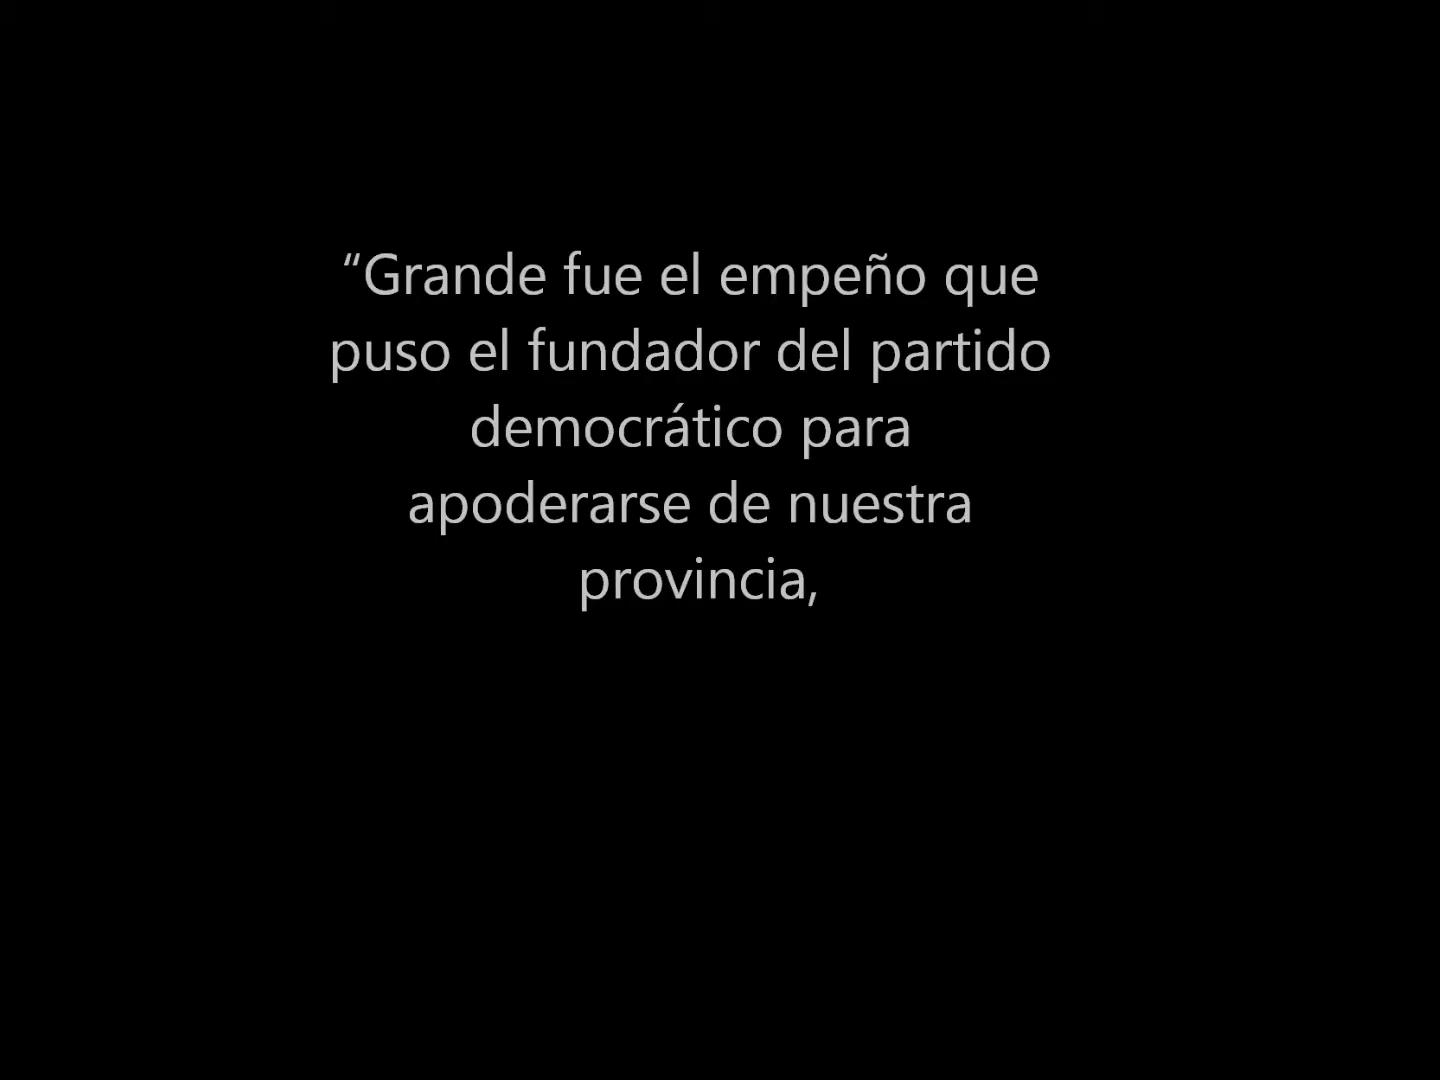 “Grande fue el empeño que
puso el fundador del partido
democrático para
apoderarse de nuestra
provincia,